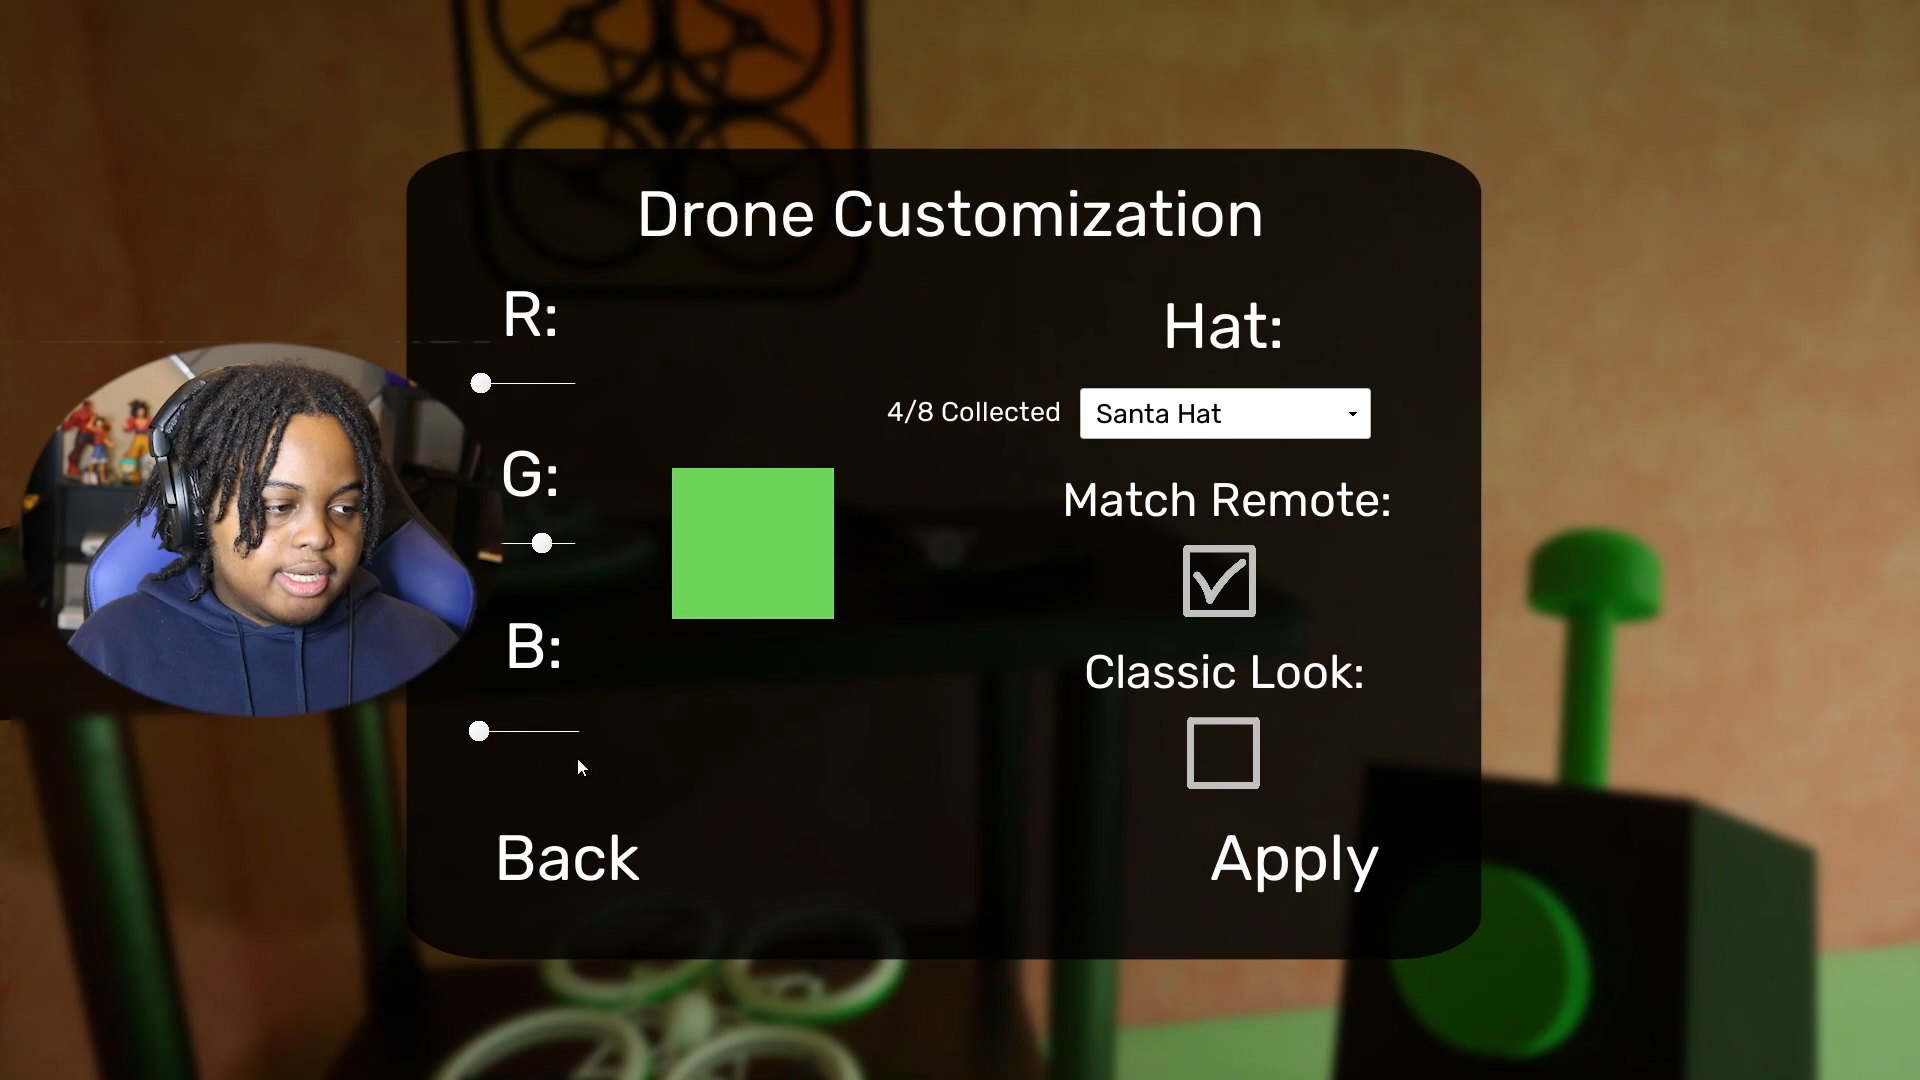 Drone Customization
R:
Hat:
4/8 Collected
Santa Hat
G:
Match Remote:
B:
Classic Look:
Back
Apply